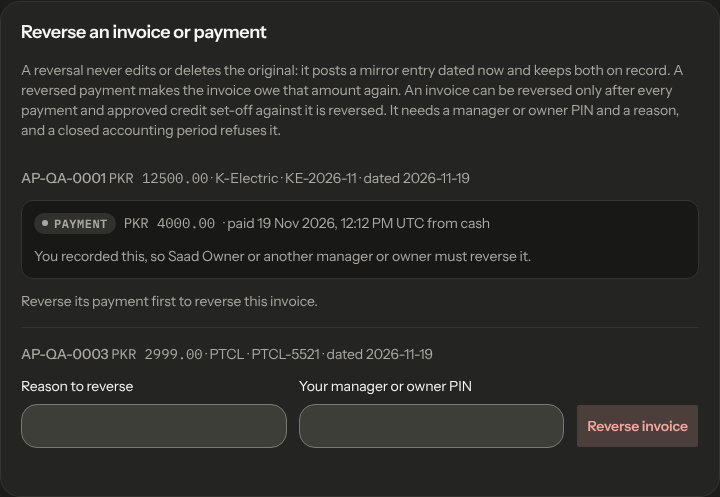 Reverse an invoice or payment
A reversal never edits or deletes the original: it posts a mirror entry dated now and keeps both on record. A
reversed payment makes the invoice owe that amount again. An invoice can be reversed only after every
payment and approved credit set-off against it is reversed. It needs a manager or owner PIN and a reason,
and a closed accounting period refuses it.
AP-QA-0001 PKR 12500.00 · K-Electric · KE-2026-11 · dated 2026-11-19
PAYMENT PKR 4000.00 · paid 19 Nov 2026, 12:12 PM UTC from cash
You recorded this, so Saad Owner or another manager or owner must reverse it.
Reverse its payment first to reverse this invoice.
AP-QA-0003 PKR 2999.00 · PTCL · PTCL-5521 · dated 2026-11-19
Reason to reverse Your manager or owner PIN
Reverse invoice